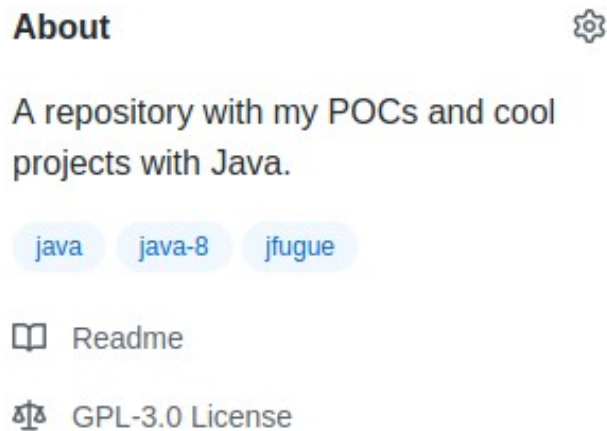 About
A repository with my POCs and cool
projects with Java.
java java-8 jfugue
Readme
GPL-3.0 License